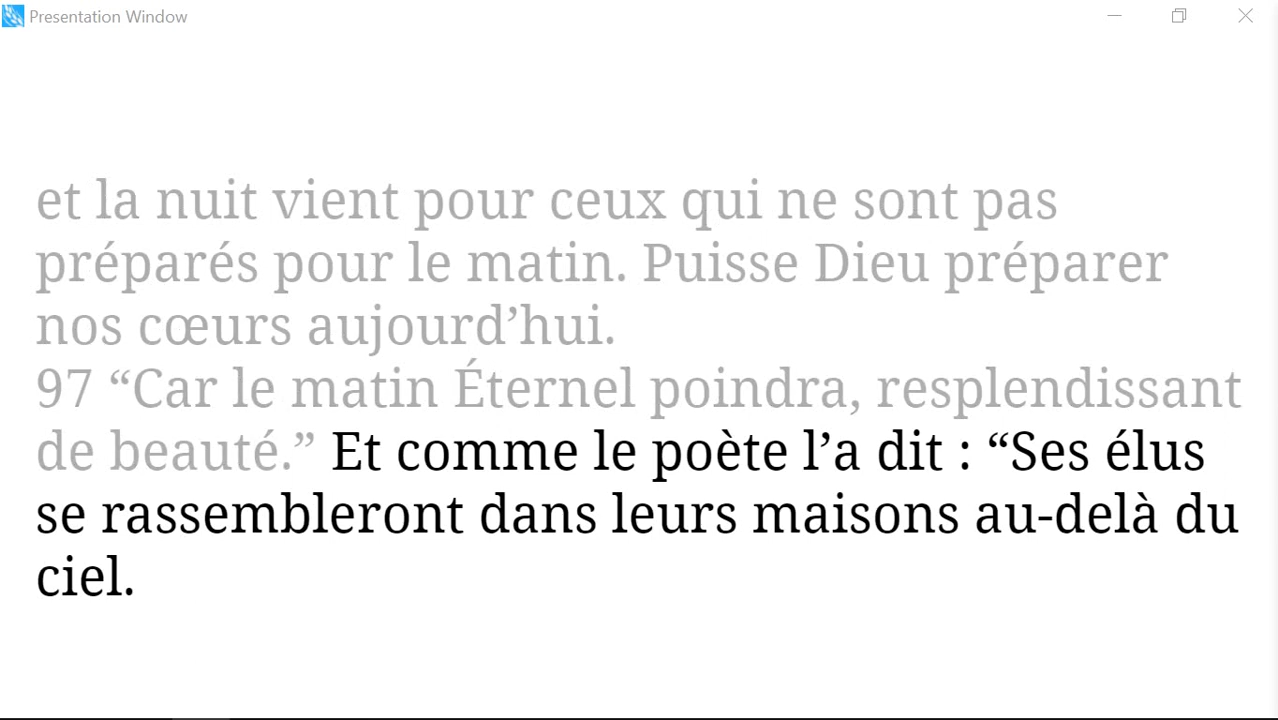 Presentation Window
et la nuit vient pour ceux qui ne sont pas
préparés pour le matin. Puisse Dieu préparer
nos cœurs aujourd’hui.
97 “Car le matin Éternel poindra, resplendissant
de beauté.” Et comme le poète l’a dit : “Ses élus
se rassembleront dans leurs maisons au-delà du
ciel.